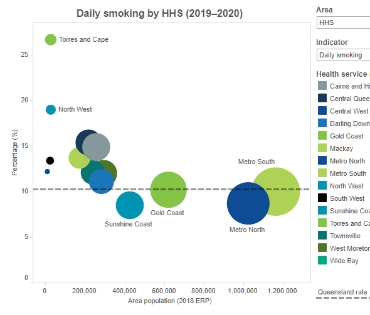 Daily smoking by HHS (2019–2020)
Percentage (%)
25
20
15
10
5
0
Torres and Cape
North West
Metro South
Gold Coast
Sunshine Coast
Metro North
0
200,000
400,000
600,000
800,000
1,000,000
1,200,000
Area population (2018 ERP)
Area
HHS
Indicator
Daily smoking
Health service
Cairns and Hi
Central Quee
Central West
Darling Down
Gold Coast
Mackay
Metro North
Metro South
North West
South West
Sunshine Coa
Torres and Ca
Townsville
West Moreton
Wide Bay
Queensland rate